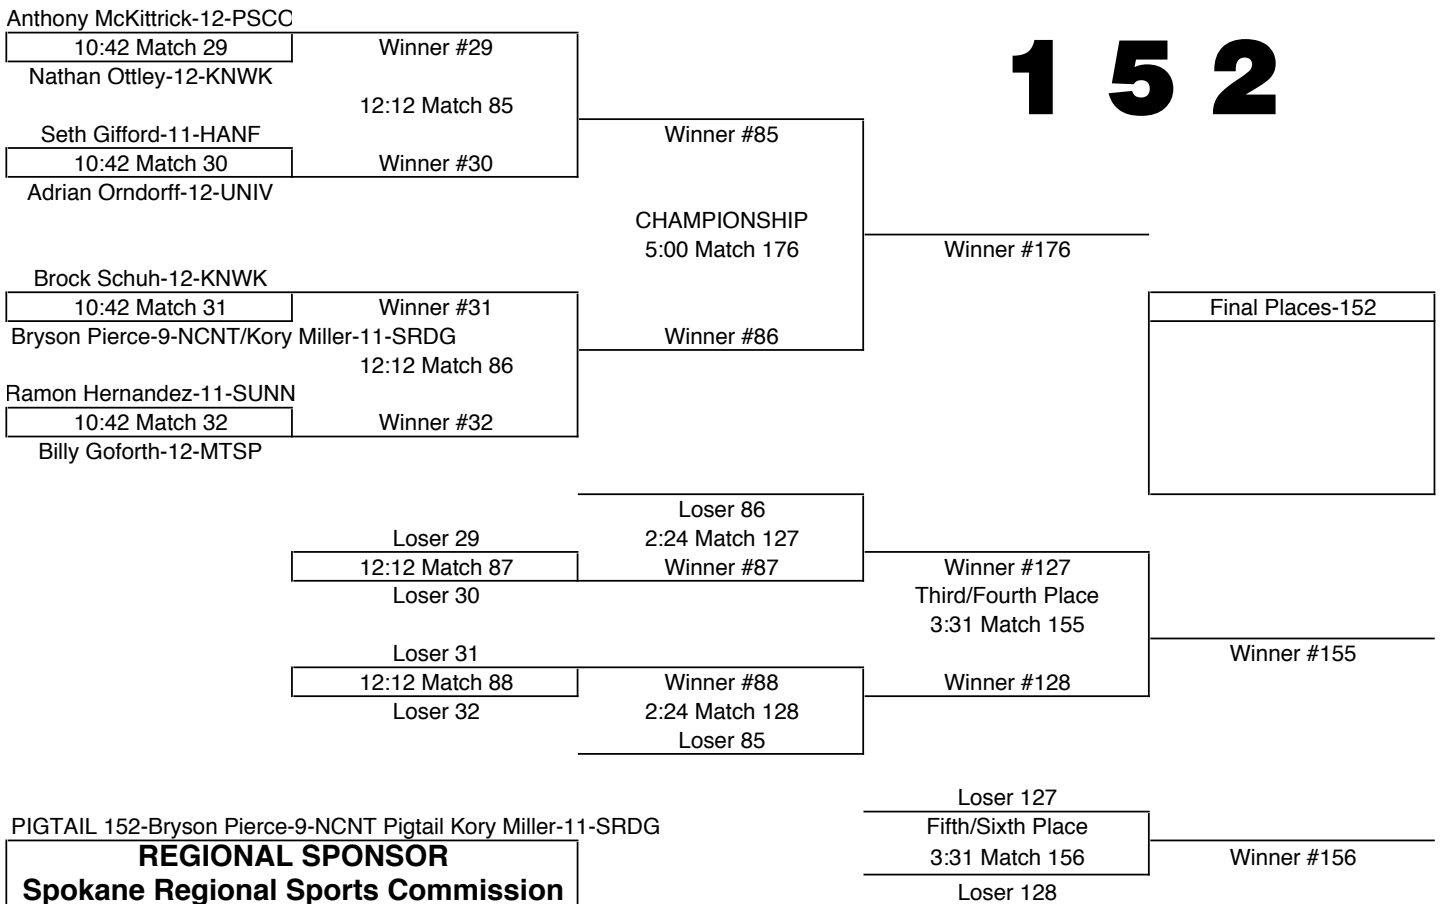 Anthony McKittrick-12-PSCO
10:42 Match 29
Winner #29
Nathan Ottley-12-KNWK
1 5 2
12:12 Match 85
Seth Gifford-11-HANF
Winner #85
10:42 Match 30
Winner #30
Adrian Orndorff-12-UNIV
CHAMPIONSHIP
5:00 Match 176
Winner #176
Brock Schuh-12-KNWK
10:42 Match 31
Winner #31
Final Places-152
Bryson Pierce-9-NCNT/Kory Miller-11-SRDG
Winner #86
12:12 Match 86
Ramon Hernandez-11-SUNN
10:42 Match 32
Winner #32
Billy Goforth-12-MTSP
Loser 86
Loser 29
2:24 Match 127
12:12 Match 87
Winner #87
Winner #127
Loser 30
Third/Fourth Place
3:31 Match 155
Loser 31
Winner #155
12:12 Match 88
Winner #88
Winner #128
Loser 32
2:24 Match 128
Loser 85
Loser 127
PIGTAIL 152-Bryson Pierce-9-NCNT Pigtail Kory Miller-11-SRDG
Fifth/Sixth Place
REGIONAL SPONSOR
3:31 Match 156
Winner #156
Spokane Regional Sports Commission
Loser 128